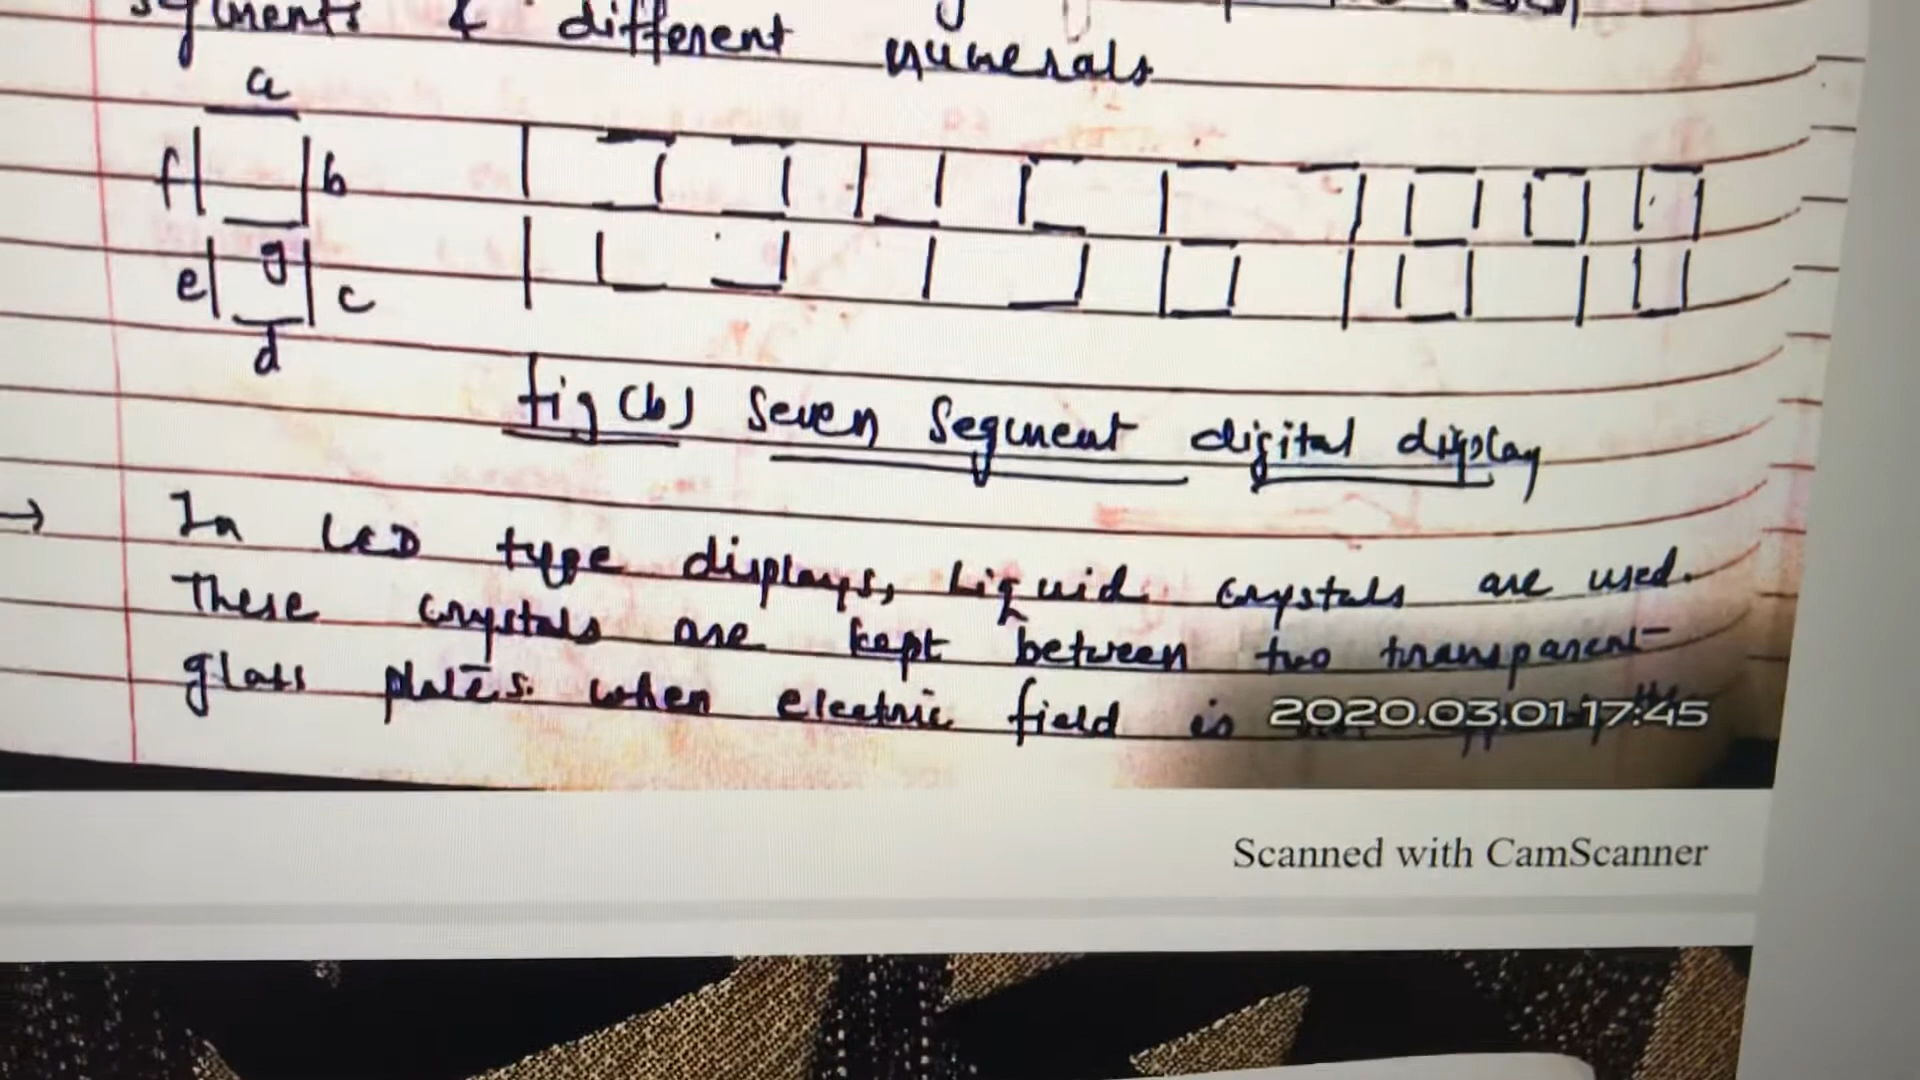 segments & different numerals
a
f b
g
e c
d
fig (b) Seven Segment digital display
→ In LCD type displays, Liquid crystals are used.
These crystals are kept between two transparent
glass plates. when electric field is
2020.03.01 17:45
Scanned with CamScanner